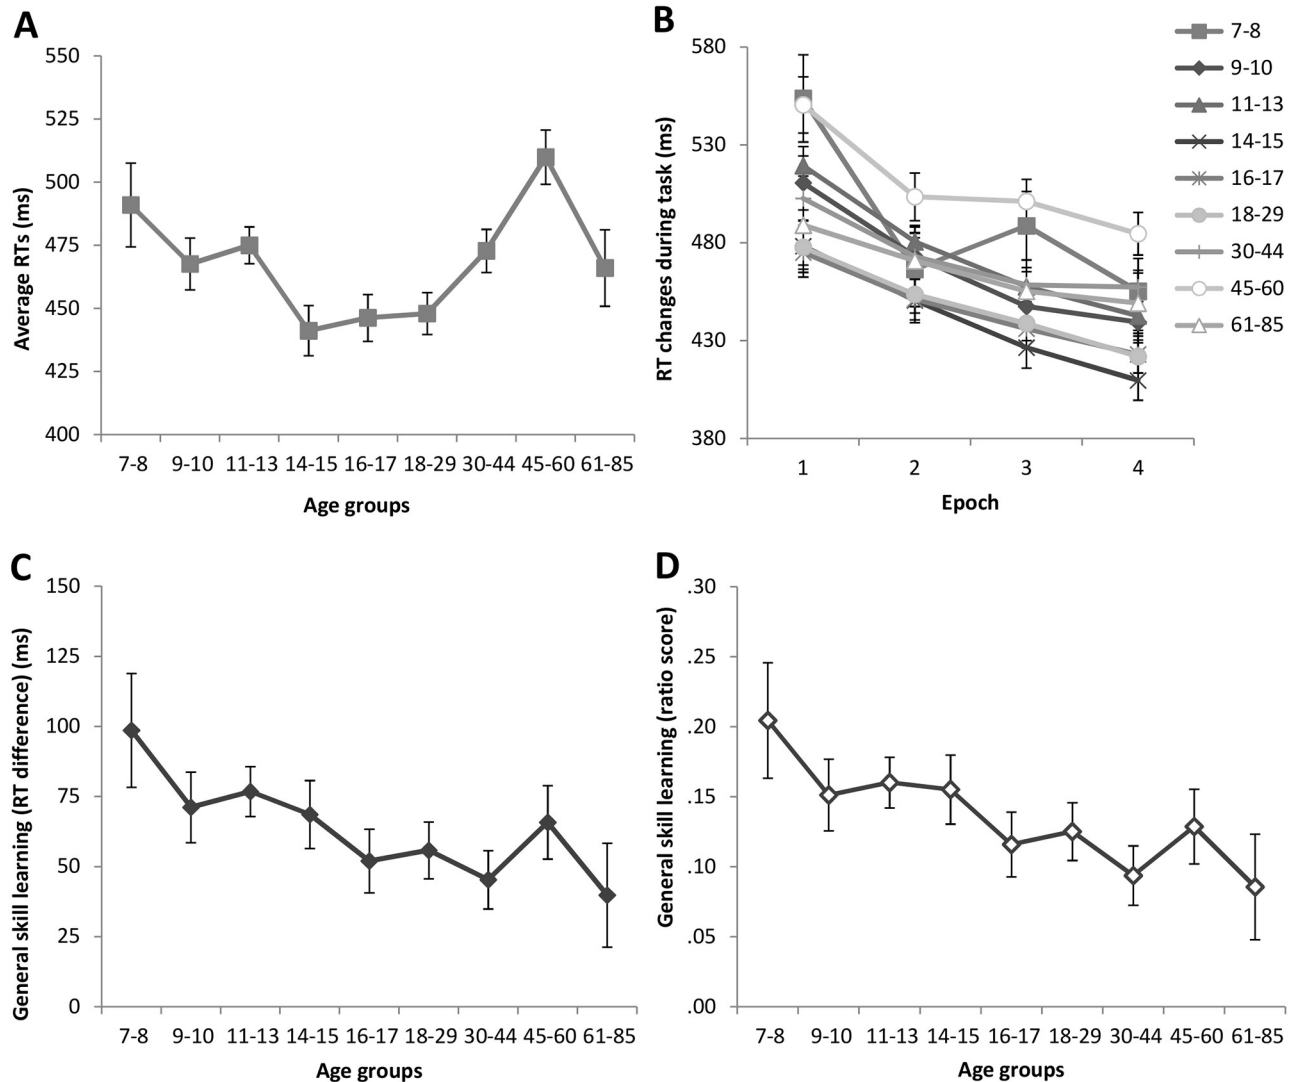 A
550
525
500
475
450
425
400
Average RTs (ms)
7-8 9-10 11-13 14-15 16-17 18-29 30-44 45-60 61-85
Age groups
B
580
530
480
430
380
RT changes during task (ms)
1 2 3 4
Epoch
7-8
9-10
11-13
14-15
16-17
18-29
30-44
45-60
61-85
C
150
125
100
75
50
25
0
General skill learning (RT difference) (ms)
7-8 9-10 11-13 14-15 16-17 18-29 30-44 45-60 61-85
Age groups
D
.30
.25
.20
.15
.10
.05
.00
General skill learning (ratio score)
7-8 9-10 11-13 14-15 16-17 18-29 30-44 45-60 61-85
Age groups